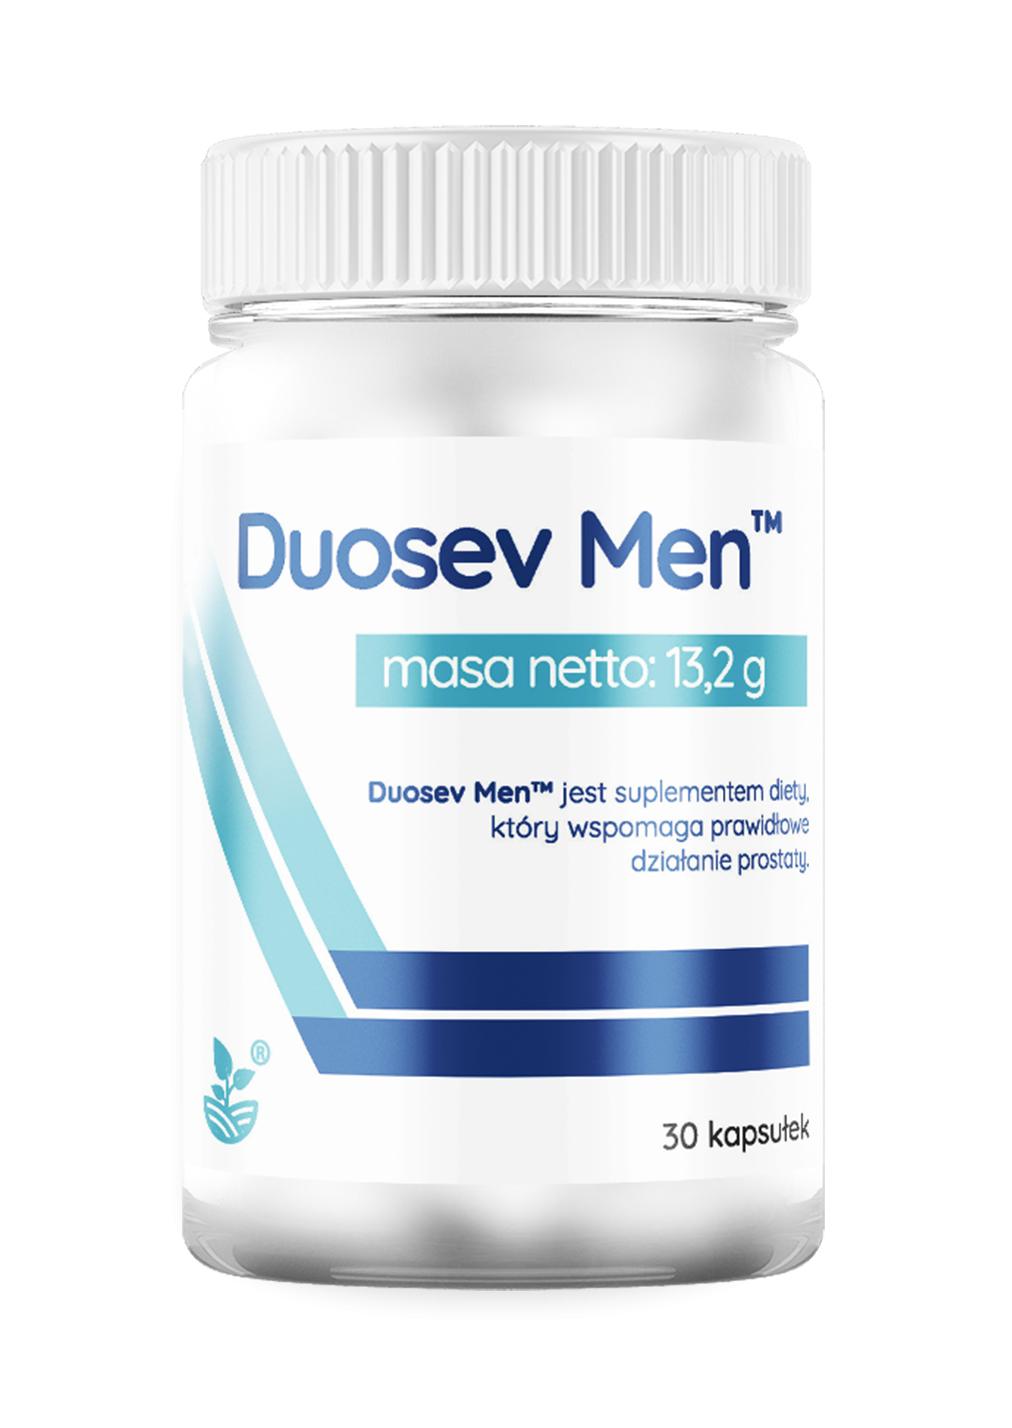 Duosev Men™
masa netto: 13,2 g
Duosev Men™ jest suplementem diety,
który wspomaga prawidłowe
działanie prostaty.
®
30 kapsułek